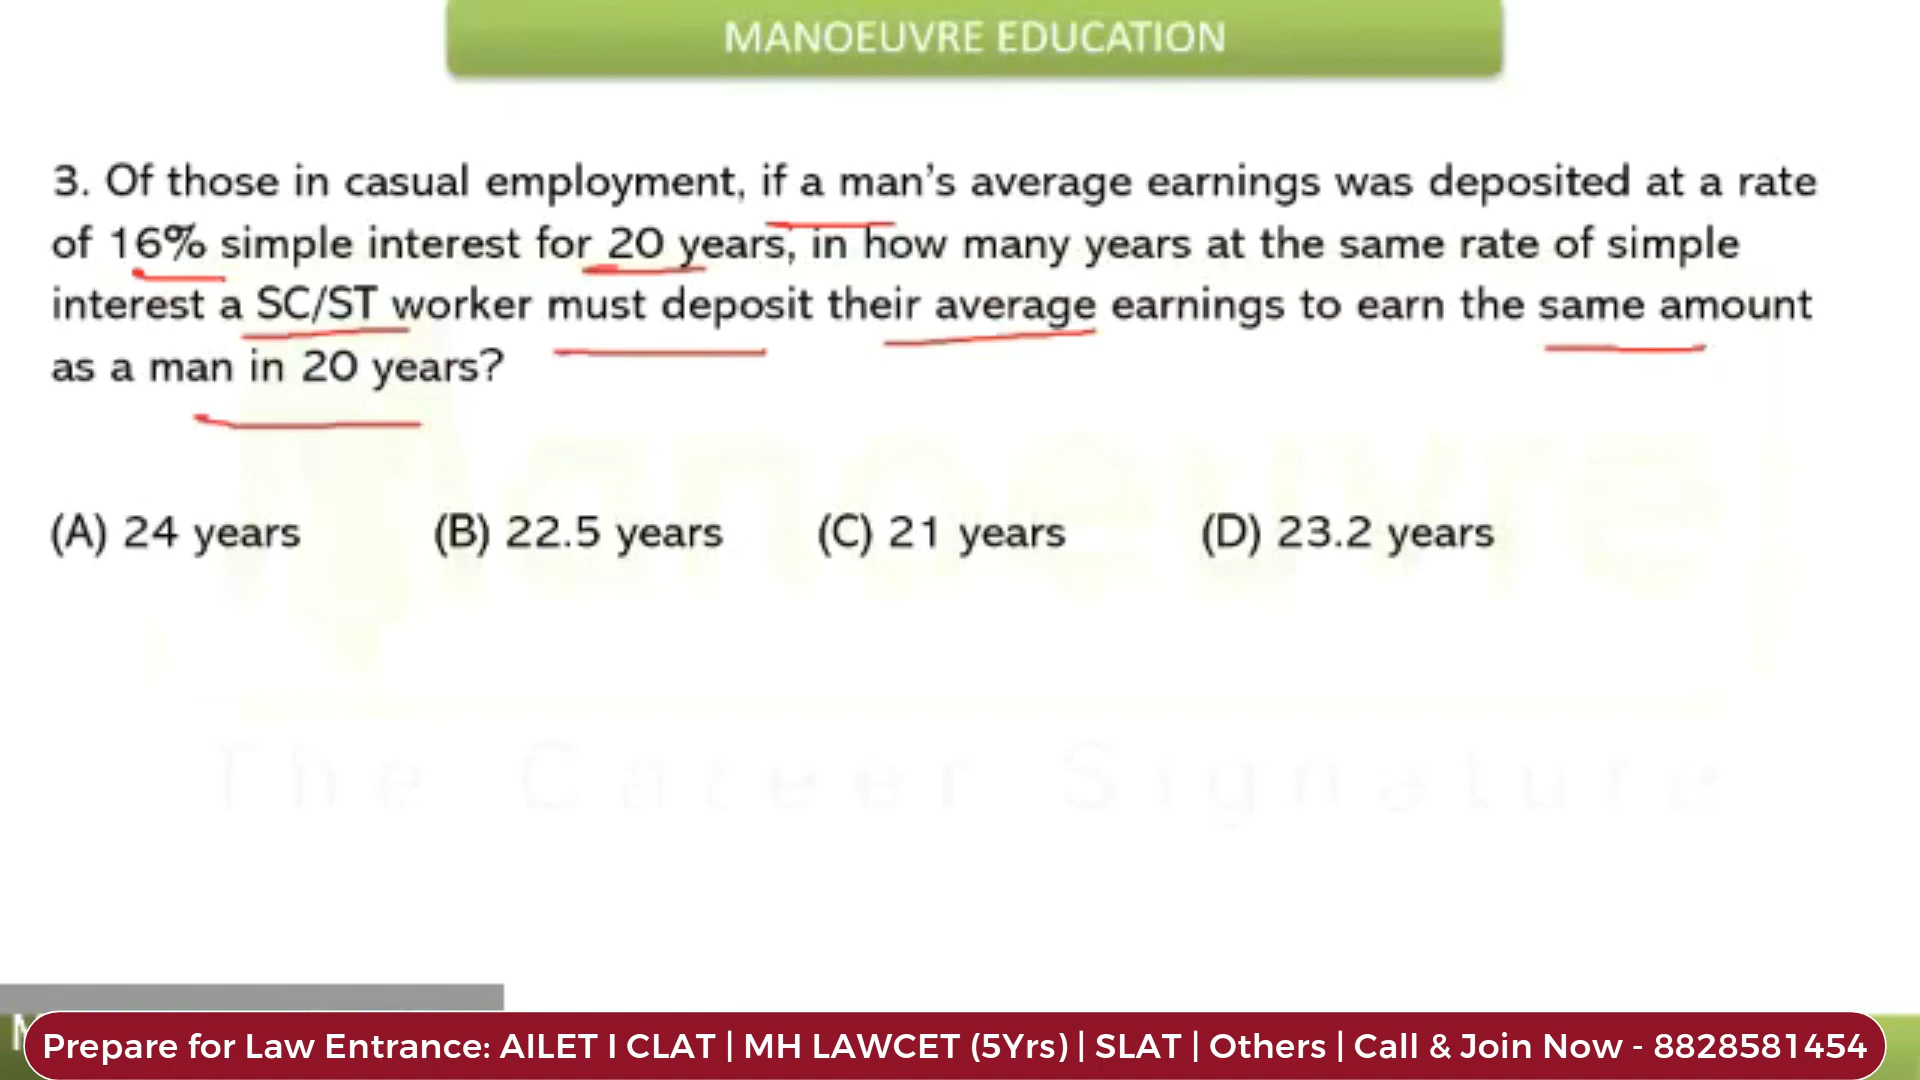 MANOEUVRE EDUCATION
3. Of those in casual employment, if a man's average earnings was deposited at a rate
of 16% simple interest for 20 years, in how many years at the same rate of simple
interest a SC/ST worker must deposit their average earnings to earn the same amount
as a man in 20 years?
(A) 24 years (B) 22.5 years (C) 21 years (D) 23.2 years
Manoeuvre
The Career Signature
Prepare for Law Entrance: AILET I CLAT | MH LAWCET (5Yrs) | SLAT | Others | Call & Join Now - 8828581454